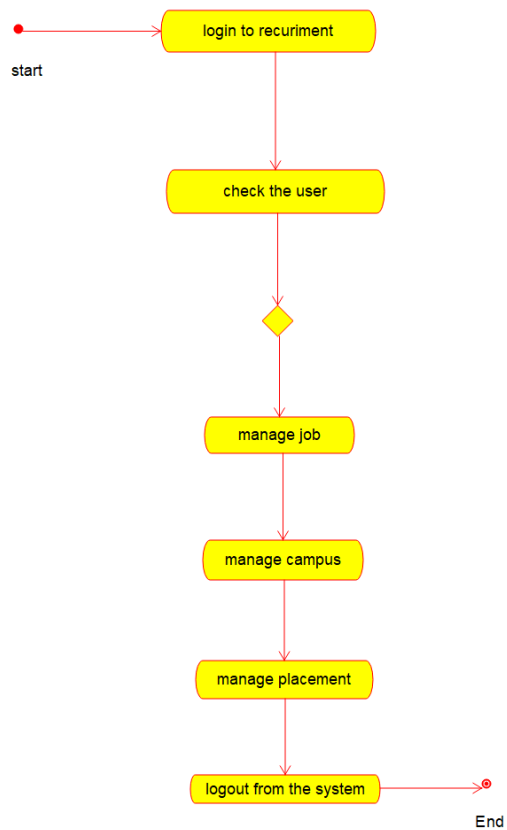 login to recuriment
start
check the user
manage job
manage campus
manage placement
logout from the system
End